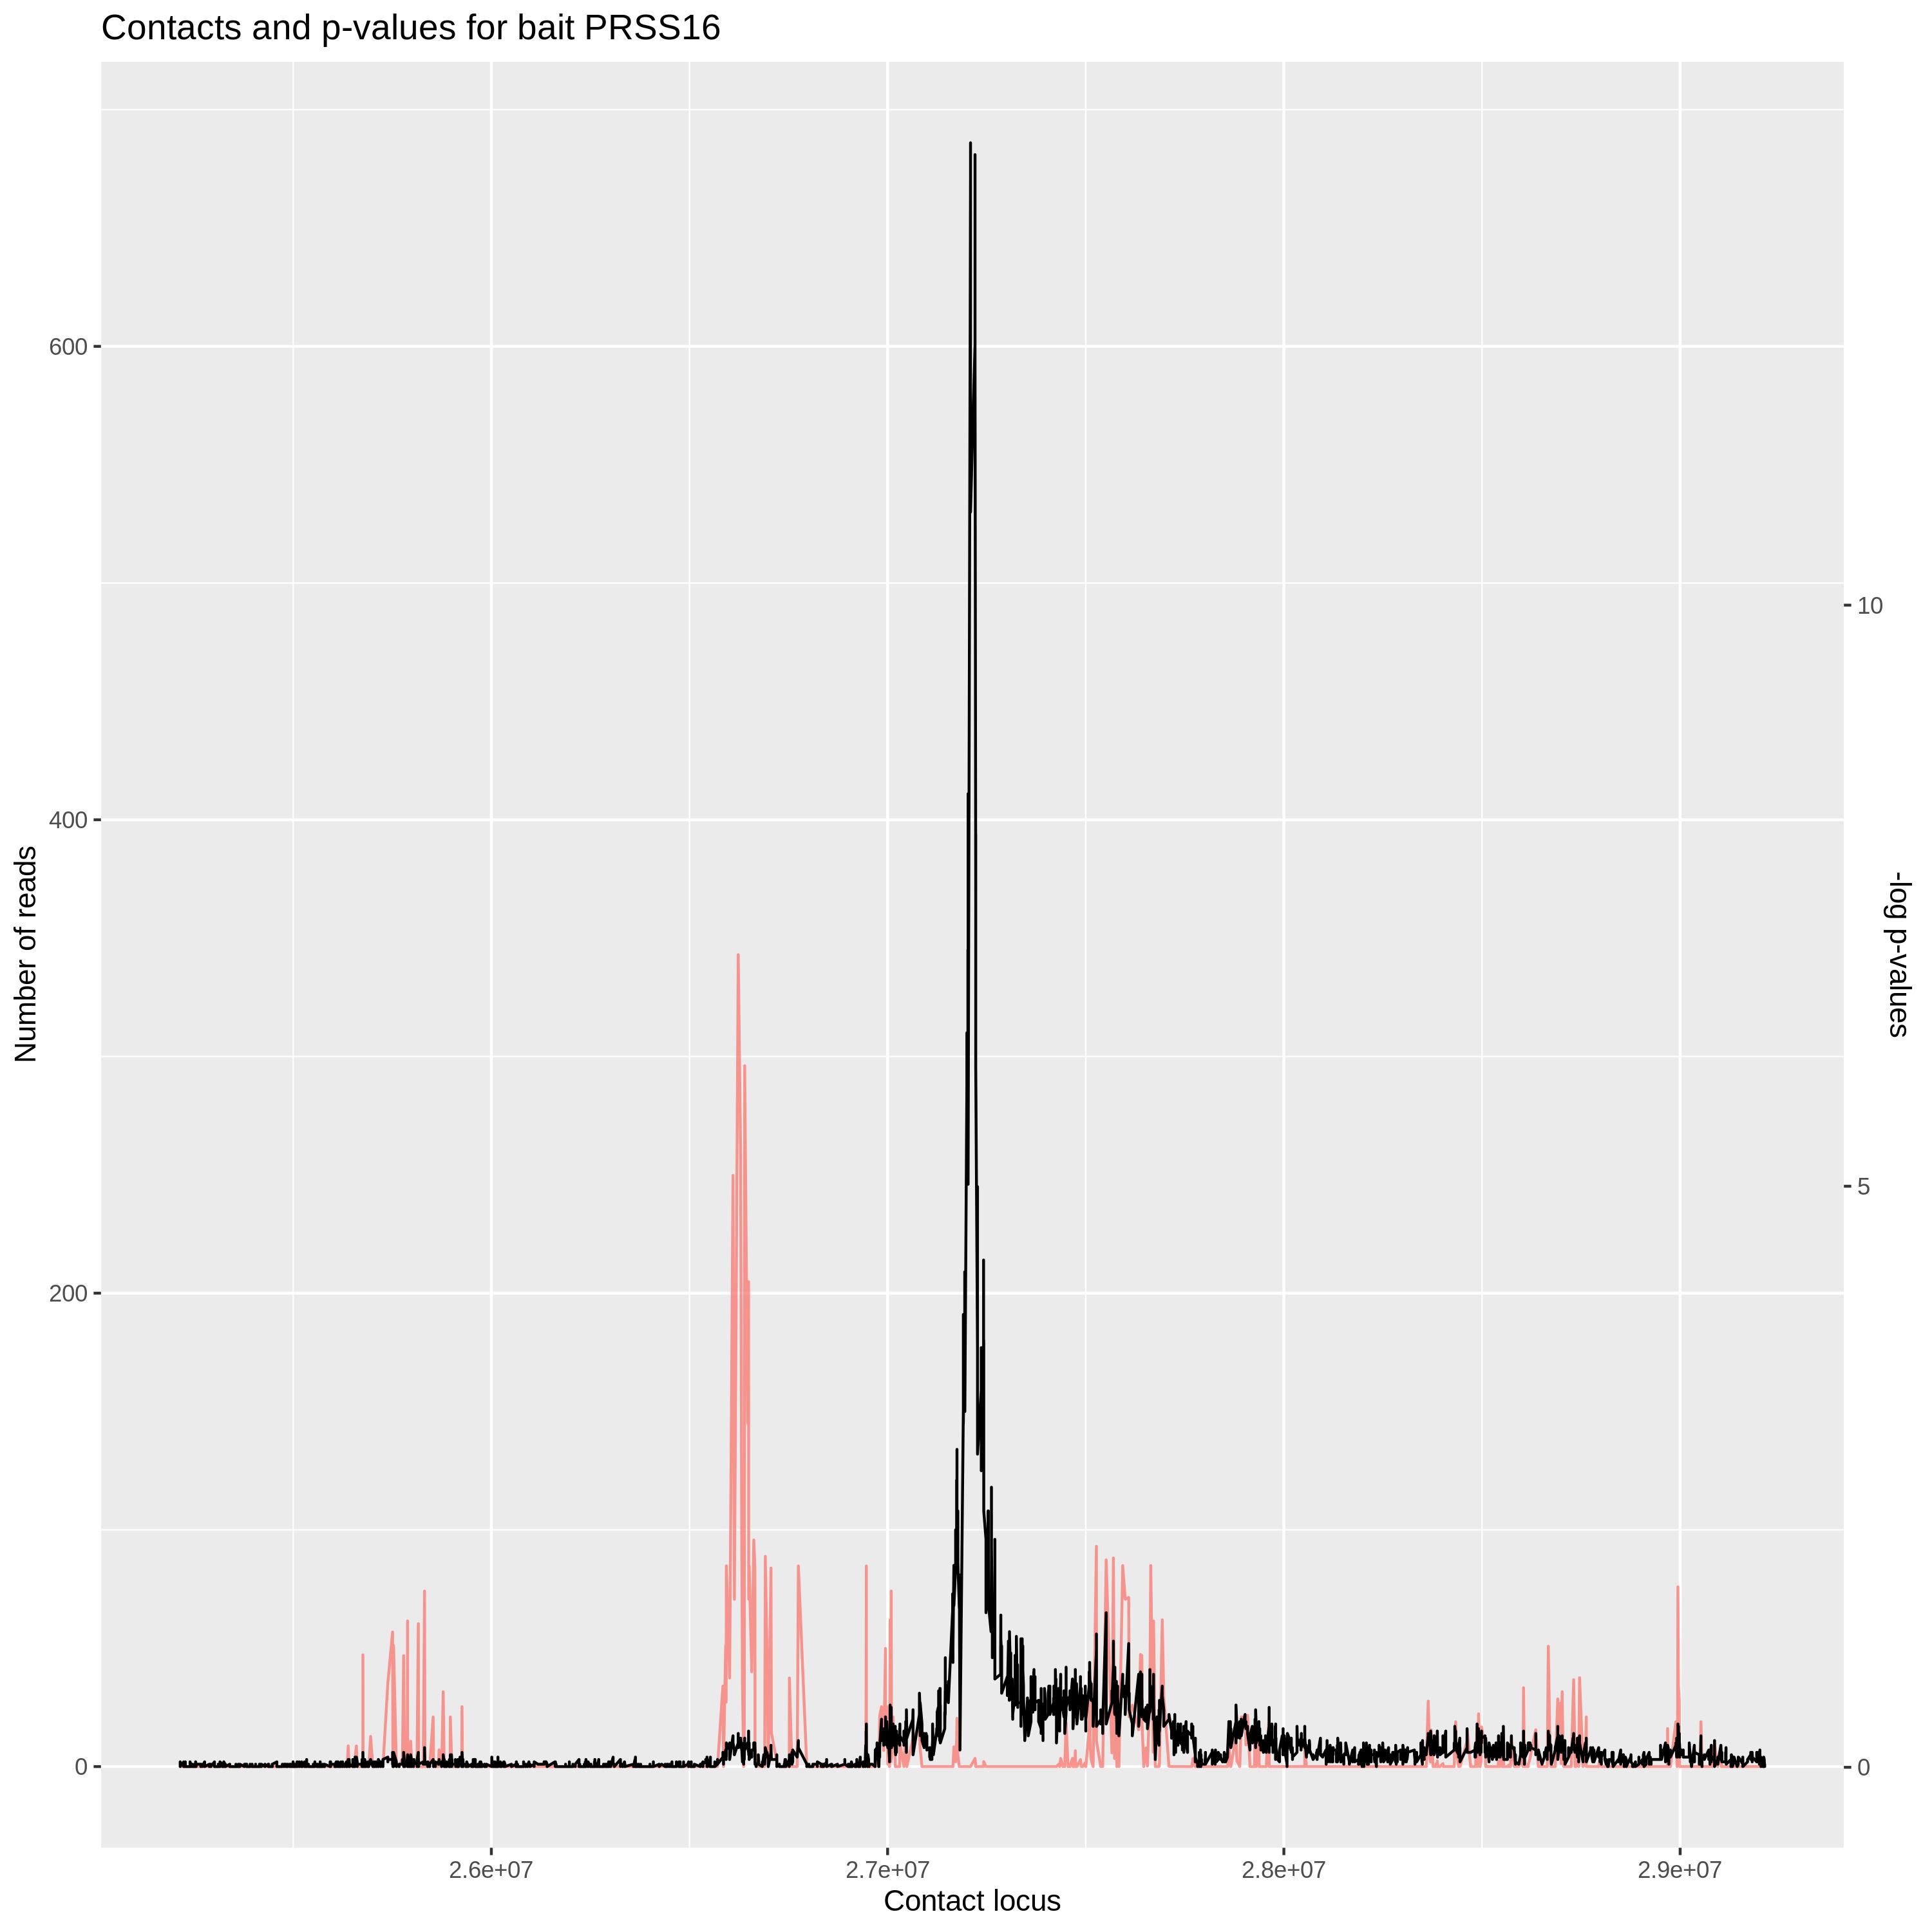 Contacts and p-values for bait PRSS16
Number of reads
600
400
200
0
-log p-values
10
5
0
2.6e+07
2.7e+07
2.8e+07
2.9e+07
Contact locus